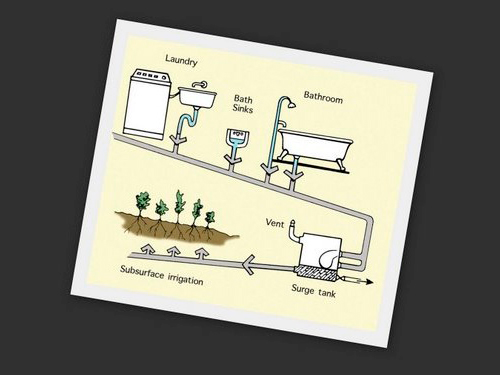 Laundry
Bath
Sinks
Bathroom
Vent
Subsurface irrigation
Surge tank